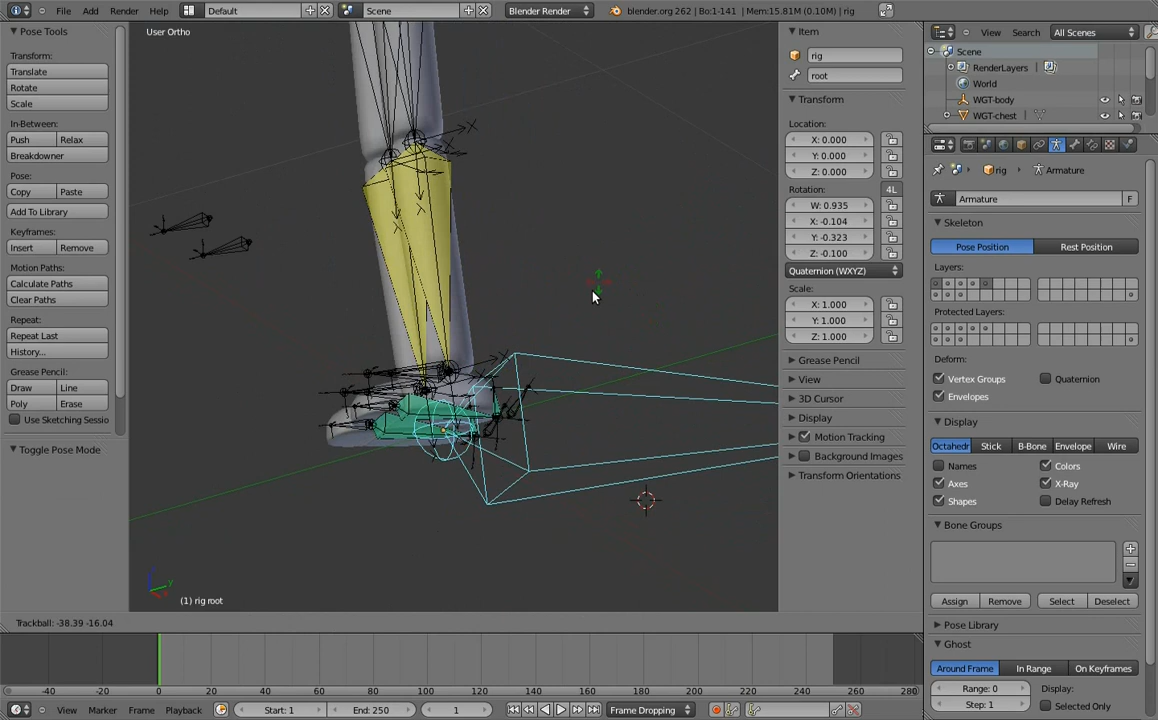 File Add Render Help Default Scene Blender Render blender.org 262 | Bo:1-141 | Mem:15.81M (0.10M) | rig
Pose Tools
Transform:
Translate
Rotate
Scale
In-Between:
Push Relax
Breakdowner
Pose:
Copy Paste
Add To Library
Keyframes:
Insert Remove
Motion Paths:
Calculate Paths
Clear Paths
Repeat:
Repeat Last
History...
Grease Pencil:
Draw Line
Poly Erase
Use Sketching Sessio
Toggle Pose Mode
User Ortho
(1) rig root
Trackball: -38.39 -16.04
Item
rig
root
Transform
Location:
X: 0.000
Y: 0.000
Z: 0.000
Rotation: 4L
W: 0.935
X: -0.104
Y: -0.323
Z: -0.100
Quaternion (WXYZ)
Scale:
X: 1.000
Y: 1.000
Z: 1.000
Grease Pencil
View
3D Cursor
Display
Motion Tracking
Background Images
Transform Orientations
View Search All Scenes
Scene
RenderLayers
World
WGT-body
WGT-chest
rig Armature
Armature F
Skeleton
Pose Position Rest Position
Layers:
Protected Layers:
Deform:
Vertex Groups Quaternion
Envelopes
Display
Octahedr Stick B-Bone Envelope Wire
Names Colors
Axes X-Ray
Shapes Delay Refresh
Bone Groups
Assign Remove Select Deselect
Pose Library
Ghost
Around Frame In Range On Keyframes
Range: 0 Display:
Step: 1 Selected Only
-40 -20 0 20 40 60 80 100 120 140 160 180 200 220 240 260 280
View Marker Frame Playback Start: 1 End: 250 1 Frame Dropping